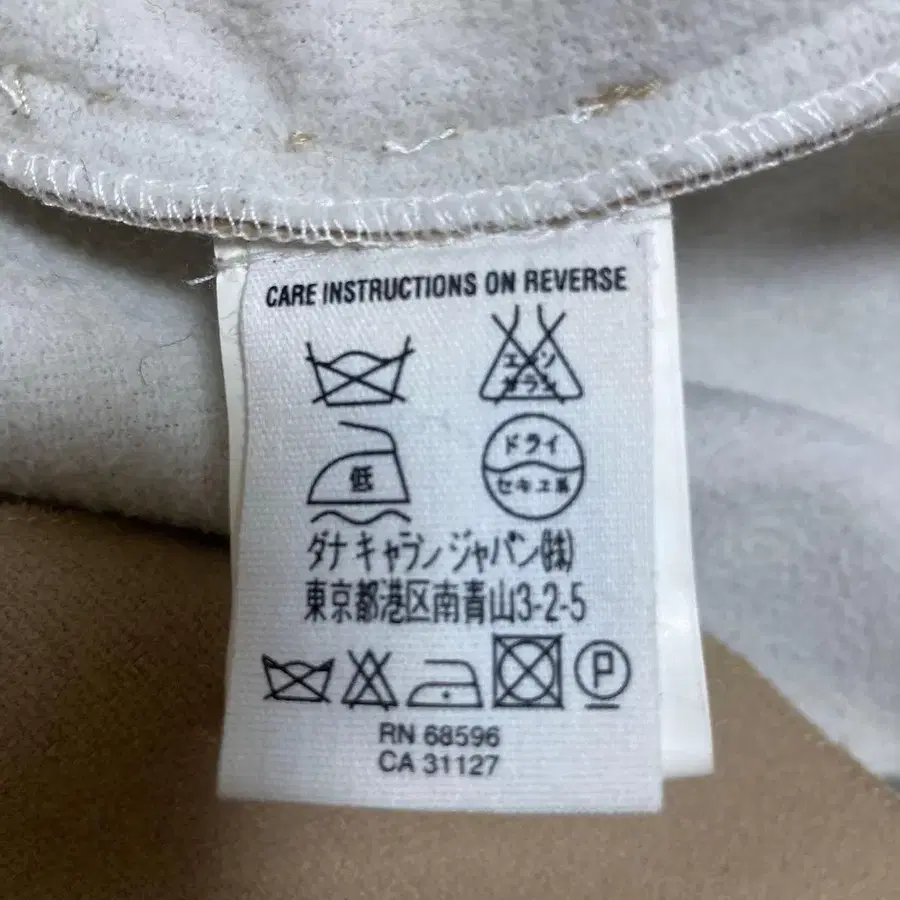 CARE INSTRUCTIONS ON REVERSE
エンソ
サラシ
低
ドライ
セキユ系
ダナ キャラン ジャパン(株)
東京都港区南青山3-2-5
P
RN 68596
CA 31127